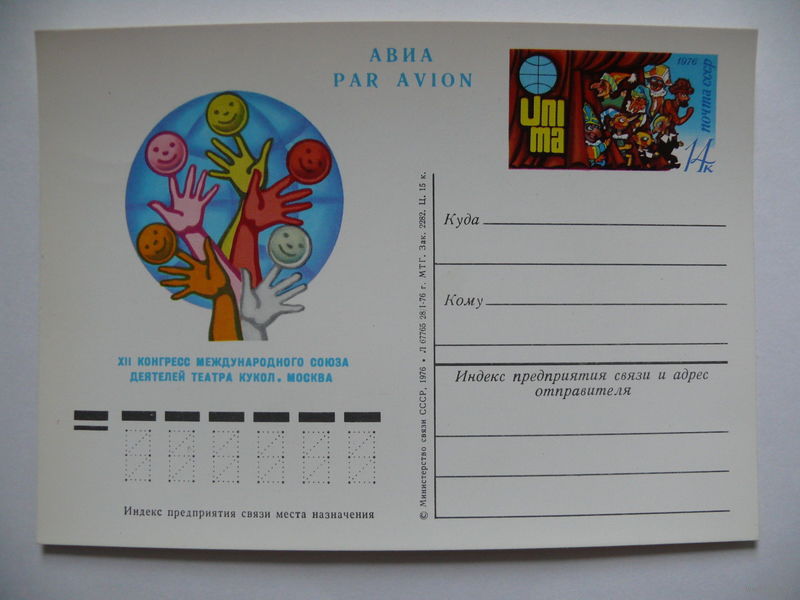 АВИА
PAR AVION
UNI
ma
1976
почта СССР
14к
XII КОНГРЕСС МЕЖДУНАРОДНОГО СОЮЗА
ДЕЯТЕЛЕЙ ТЕАТРА КУКОЛ. МОСКВА
Индекс предприятия связи места назначения
© Министерство связи СССР, 1976 • Л 67765 28/I-76 г. МТГ. Зак. 2282. Ц. 15 к.
Куда
Кому
Индекс предприятия связи и адрес
отправителя